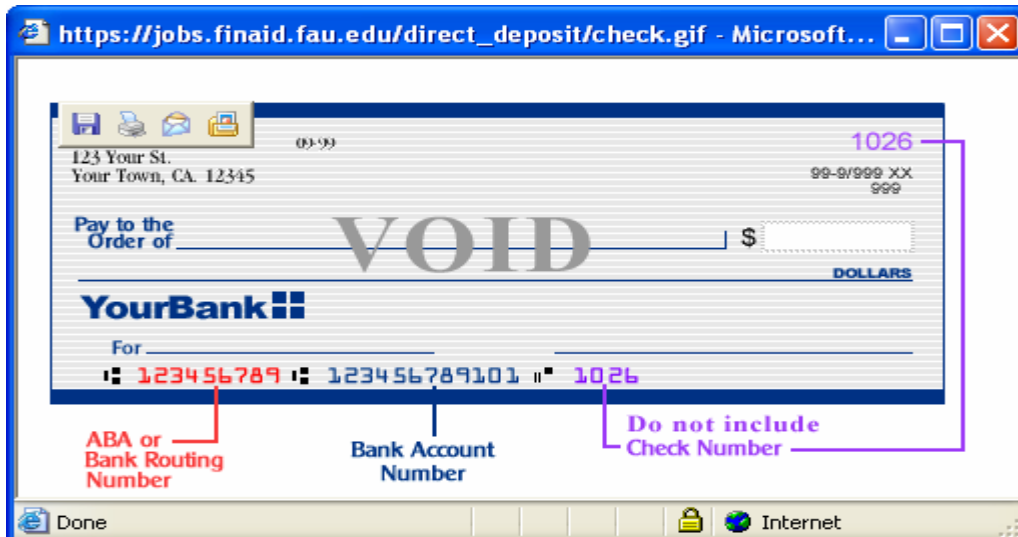 https://jobs.finaid.fau.edu/direct_deposit/check.gif - Microsoft...
09-99
1026
123 Your St.
Your Town, CA. 12345
99-9/999 XX
999
Pay to the
Order of
VOID
$
DOLLARS
YourBank
For
123456789 123456789101 1026
ABA or
Bank Routing
Number
Bank Account
Number
Do not include
Check Number
Done
Internet